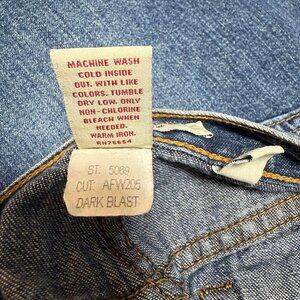 MACHINE WASH
COLD INSIDE
OUT. WITH LIKE
COLORS. TUMBLE
DRY LOW. ONLY
NON-CHLORINE
BLEACH WHEN
NEEDED.
WARM IRON.
RN76654
ST. 5069
CUT. AFW205
DARK BLAST